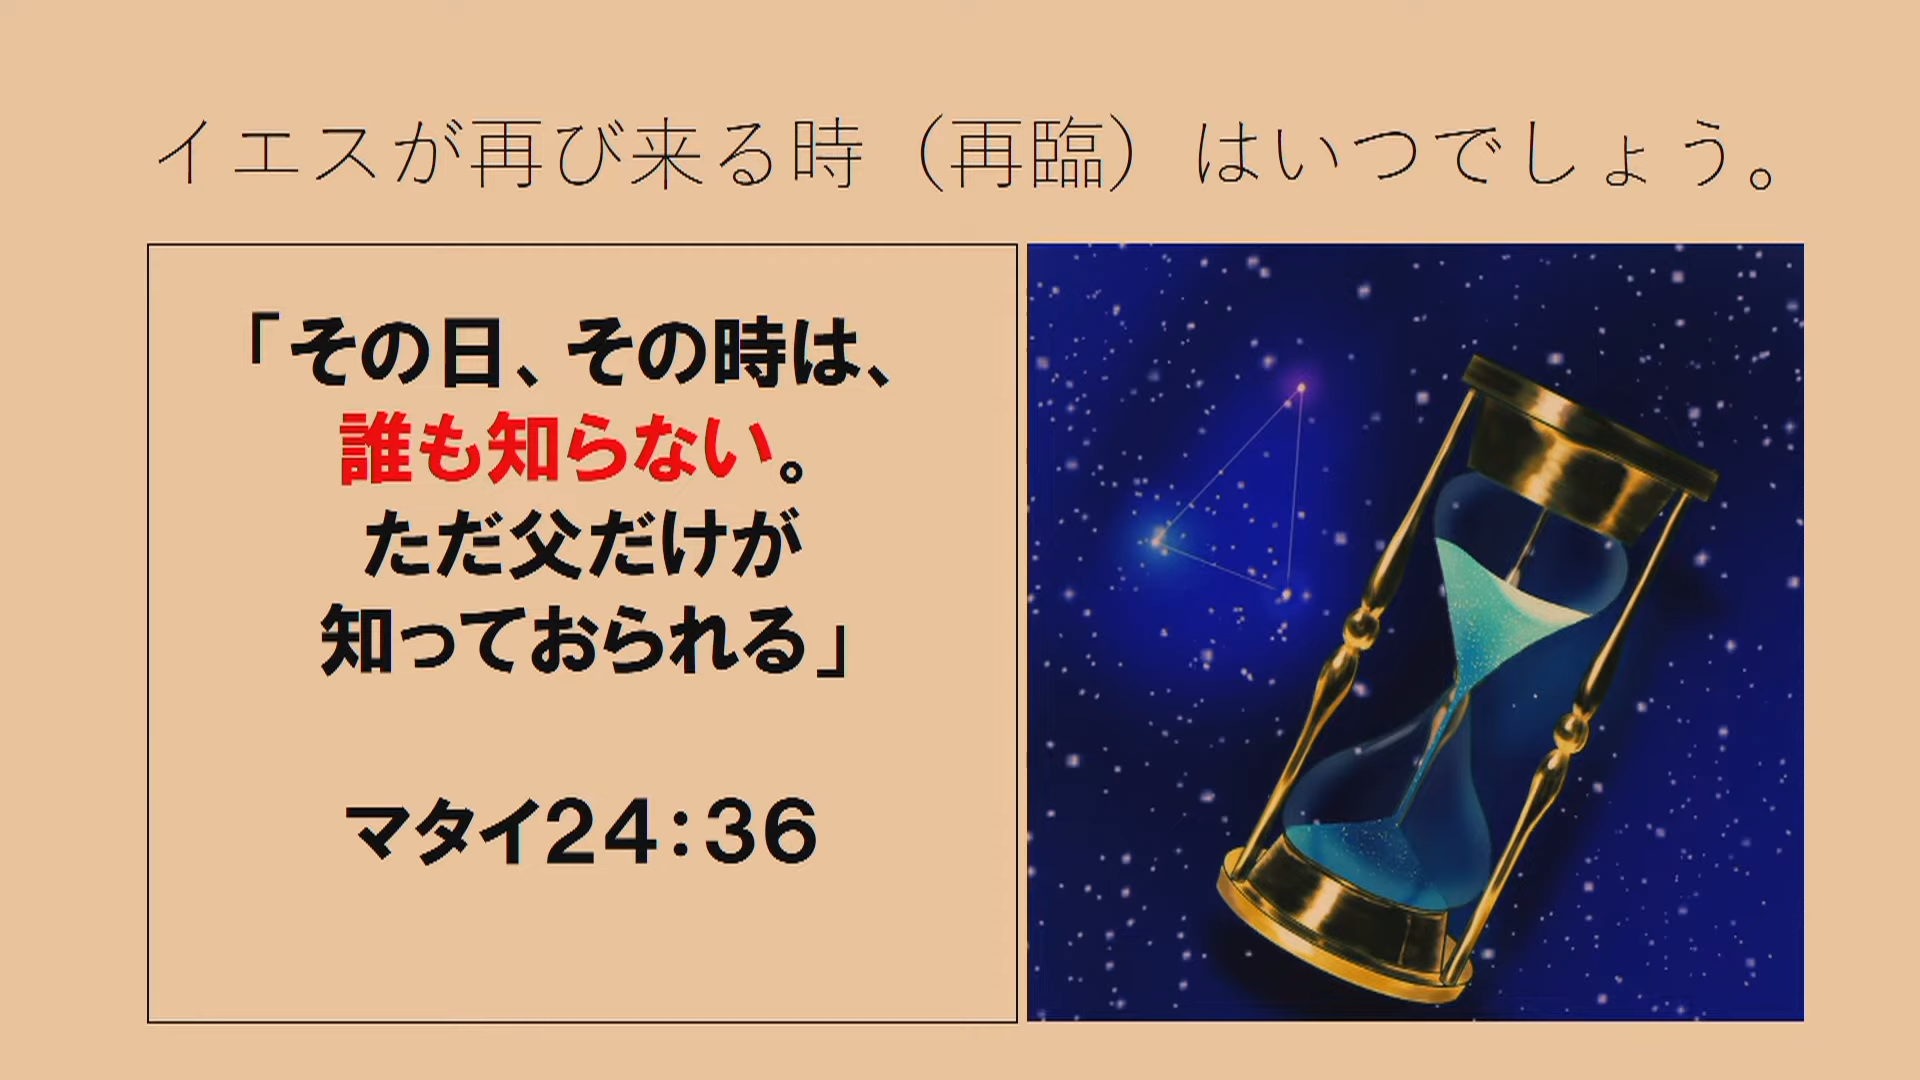 イエスが再び来る時（再臨）はいつでしょう。
「その日、その時は、
誰も知らない。
ただ父だけが
知っておられる」
マタイ24：36